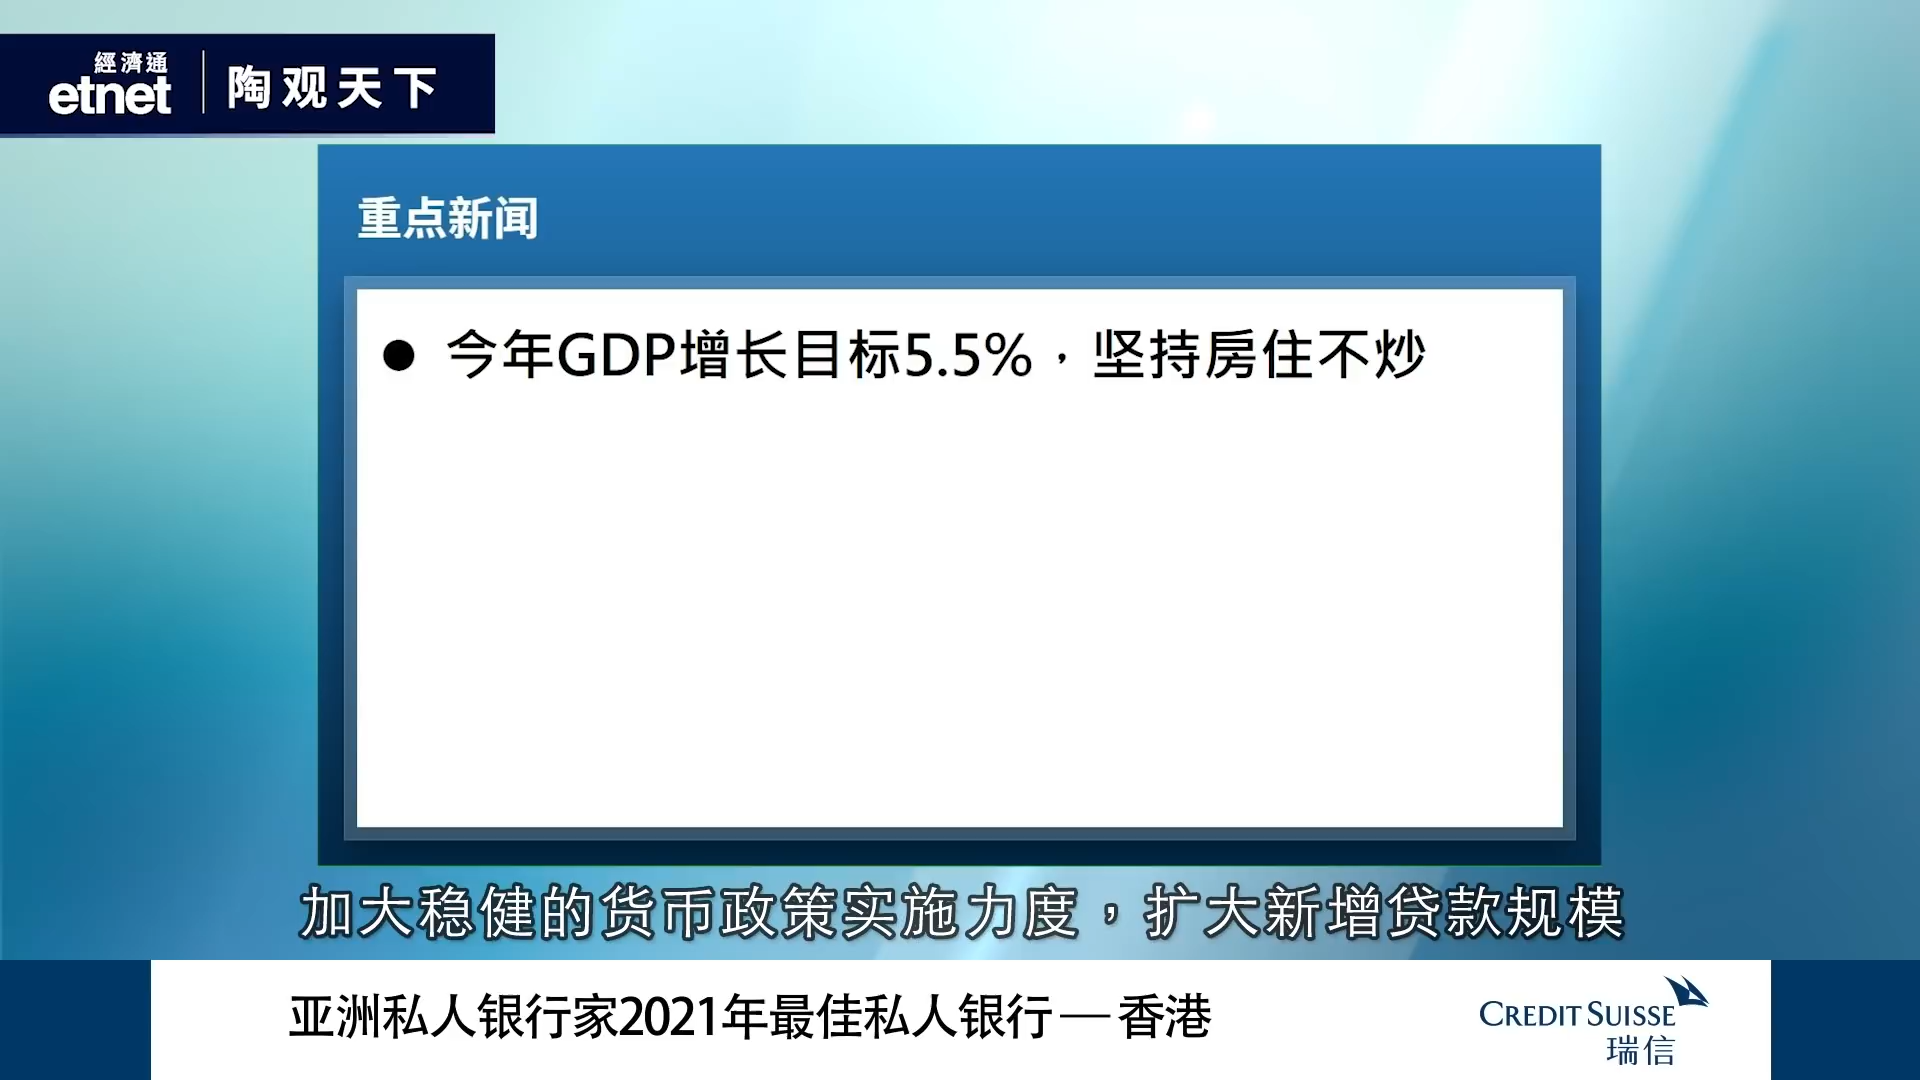 經濟通
etnet
陶观天下
重点新闻
● 今年GDP增长目标5.5%，坚持房住不炒
加大稳健的货币政策实施力度，扩大新增贷款规模
亚洲私人银行家2021年最佳私人银行—香港
CREDIT SUISSE
瑞信